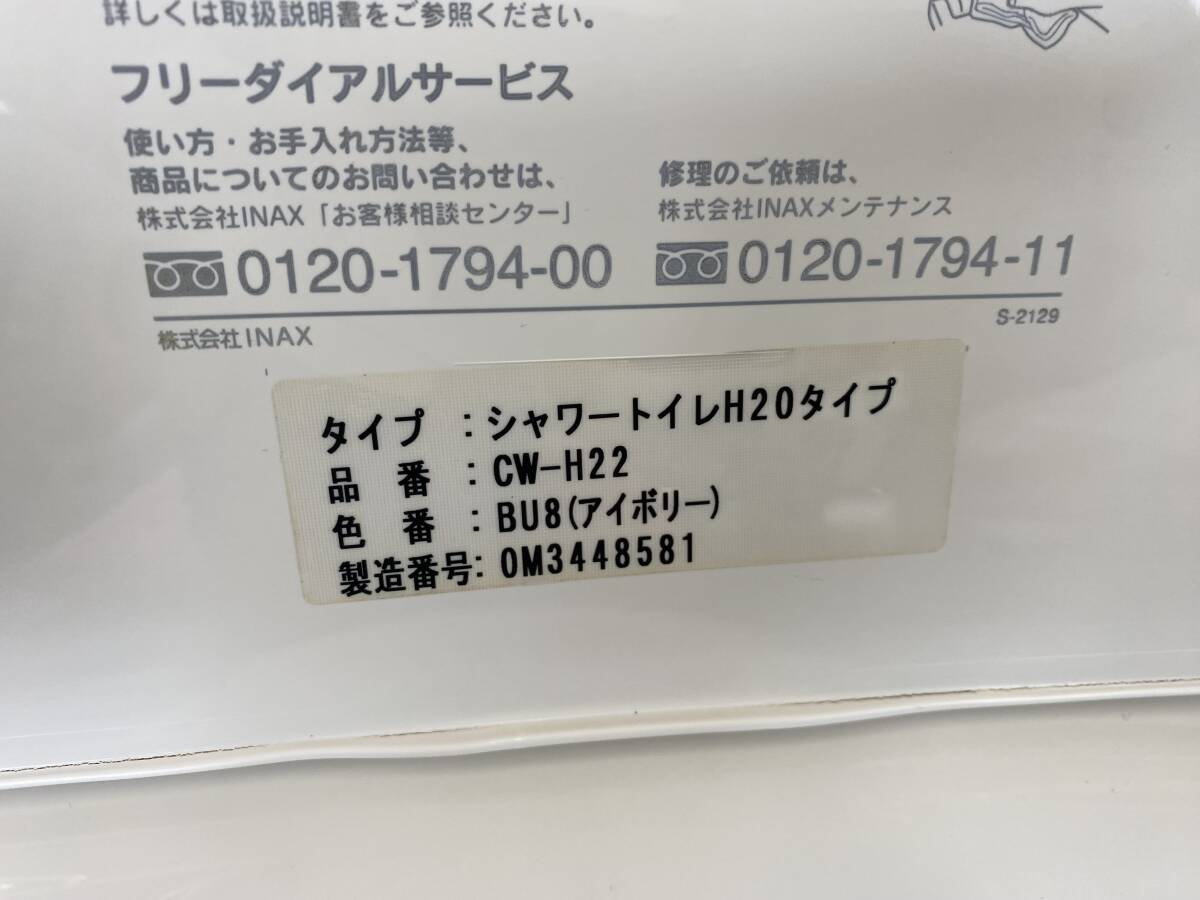 詳しくは取扱説明書をご参照ください。
フリーダイアルサービス
使い方・お手入れ方法等、
商品についてのお問い合わせは、
株式会社INAX「お客様相談センター」
0120-1794-00
修理のご依頼は、
株式会社INAXメンテナンス
0120-1794-11
S-2129
株式会社INAX
タイプ:シャワートイレH20タイプ
品番:CW-H22
色番:BU8(アイボリー)
製造番号:0M3448581